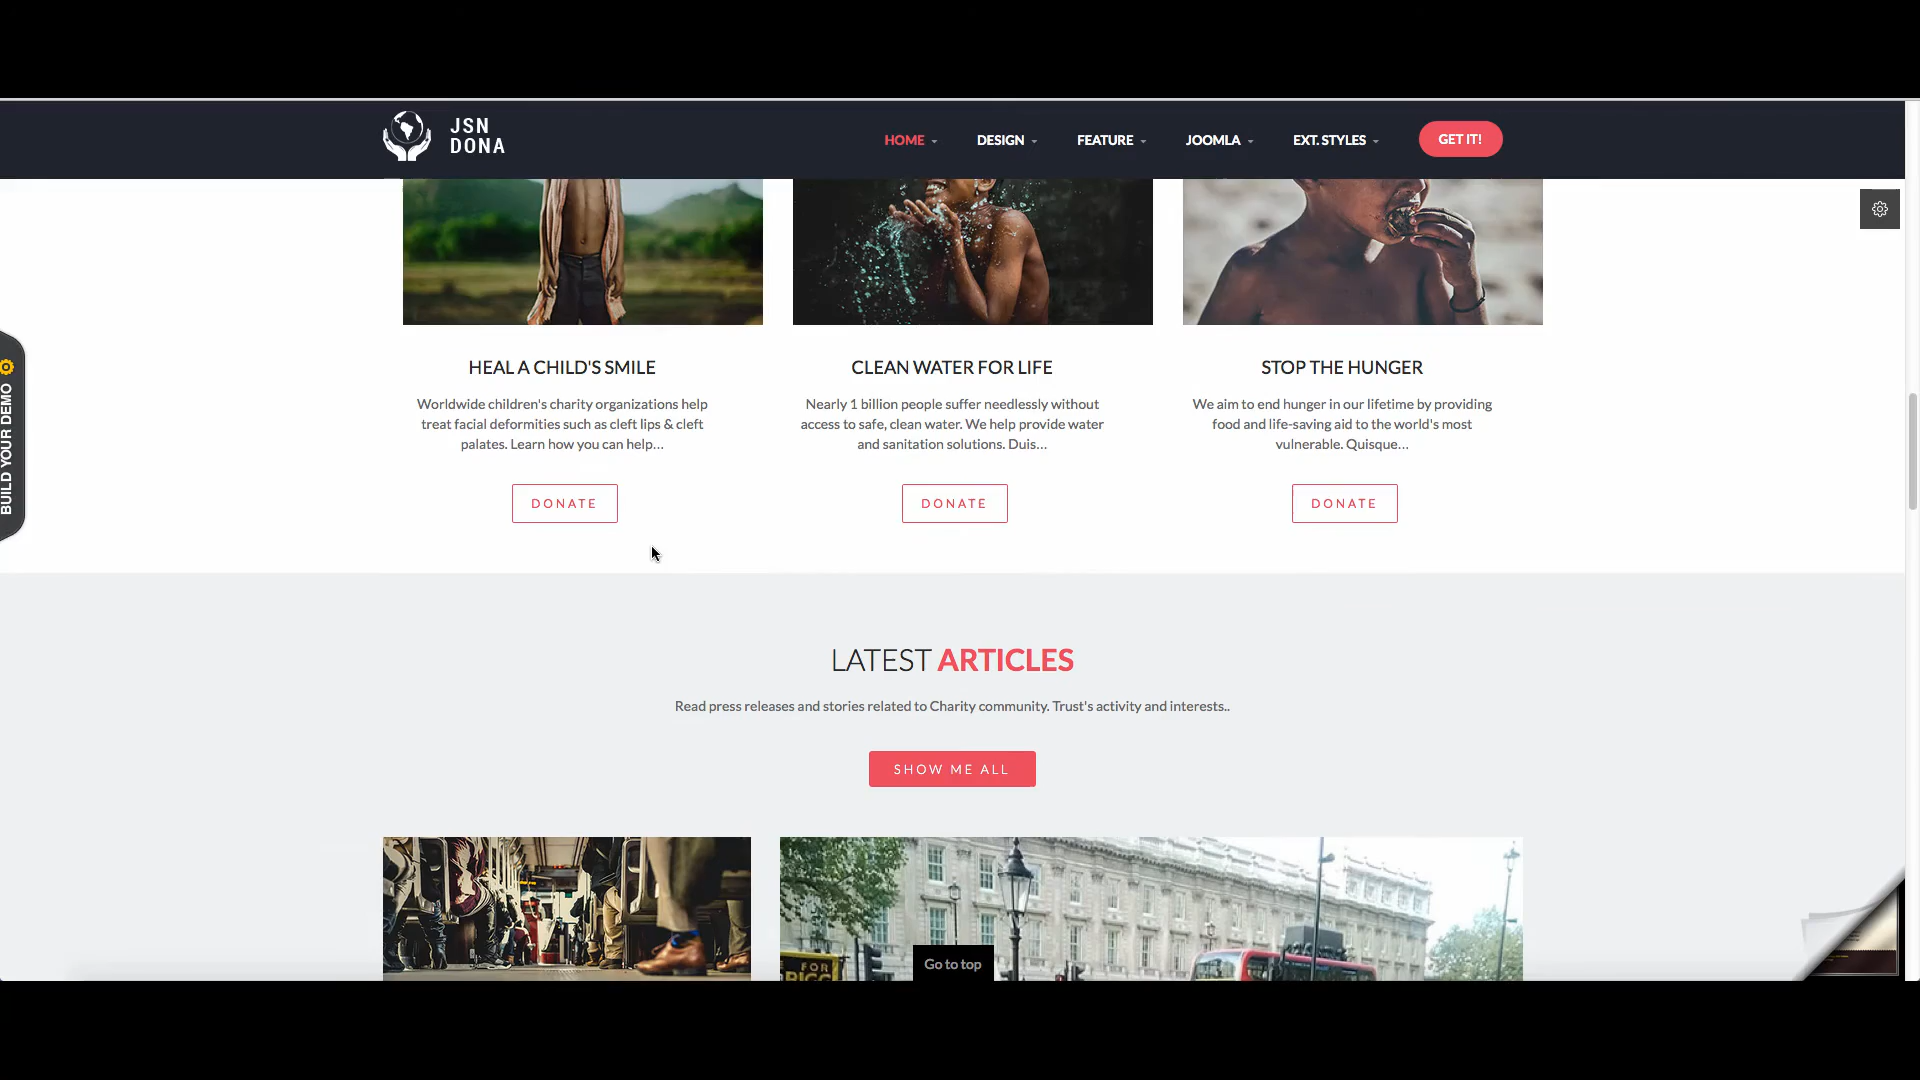 JSN
DONA
HOME
DESIGN
FEATURE
JOOMLA
EXT. STYLES
GET IT!
BUILD YOUR DEMO
HEAL A CHILD'S SMILE
Worldwide children's charity organizations help
treat facial deformities such as cleft lips & cleft
palates. Learn how you can help...
DONATE
CLEAN WATER FOR LIFE
Nearly 1 billion people suffer needlessly without
access to safe, clean water. We help provide water
and sanitation solutions. Duis...
DONATE
STOP THE HUNGER
We aim to end hunger in our lifetime by providing
food and life-saving aid to the world's most
vulnerable. Quisque...
DONATE
LATEST ARTICLES
Read press releases and stories related to Charity community. Trust's activity and interests..
SHOW ME ALL
FOR
Go to top